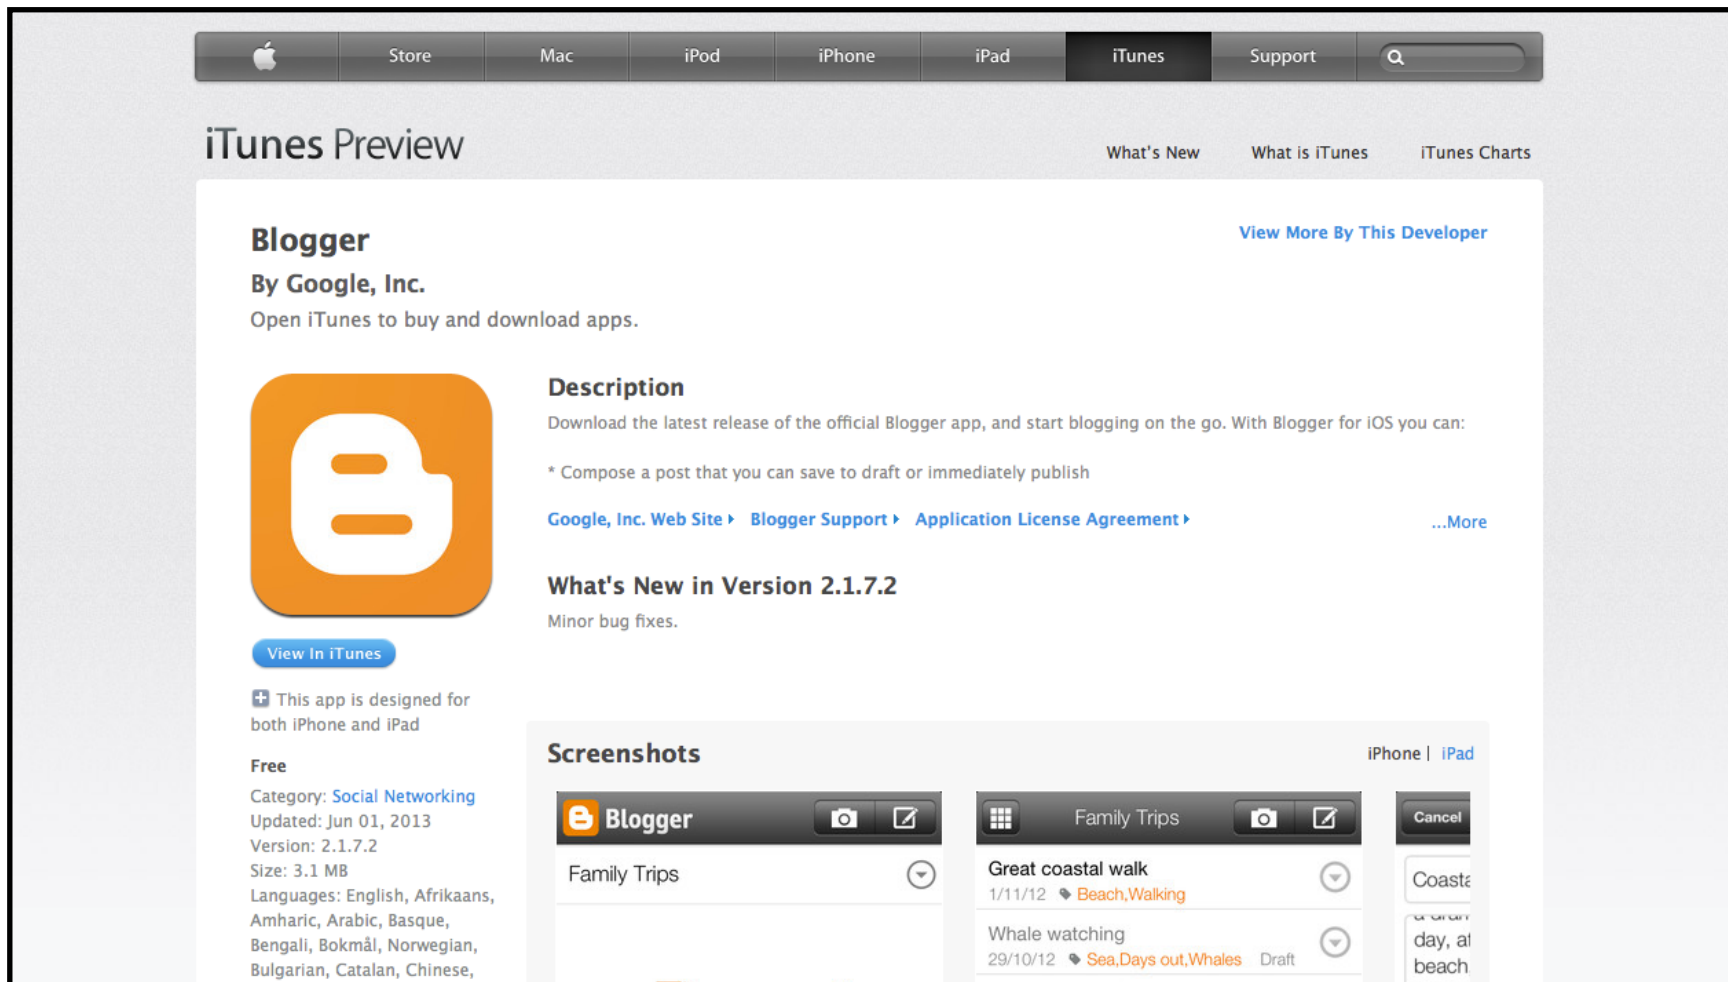 Store Mac iPod iPhone iPad iTunes Support
iTunes Preview
What's New What is iTunes iTunes Charts
Blogger
View More By This Developer
By Google, Inc.
Open iTunes to buy and download apps.
Description
Download the latest release of the official Blogger app, and start blogging on the go. With Blogger for iOS you can:
* Compose a post that you can save to draft or immediately publish
Google, Inc. Web Site Blogger Support Application License Agreement ...More
What's New in Version 2.1.7.2
Minor bug fixes.
View In iTunes
This app is designed for
both iPhone and iPad
Free
Category: Social Networking
Updated: Jun 01, 2013
Version: 2.1.7.2
Size: 3.1 MB
Languages: English, Afrikaans,
Amharic, Arabic, Basque,
Bengali, Bokmål, Norwegian,
Bulgarian, Catalan, Chinese,
Screenshots
iPhone | iPad
Blogger
Family Trips
Family Trips
Great coastal walk
1/11/12 Beach,Walking
Whale watching
29/10/12 Sea,Days out,Whales Draft
Cancel
day,
beach